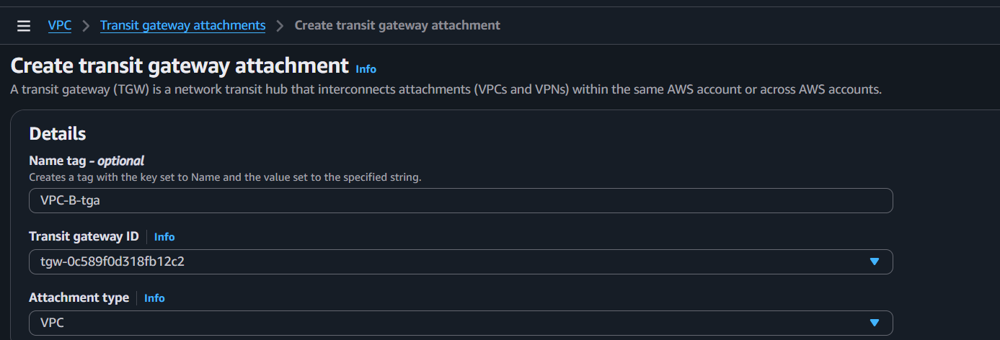 VPC > Transit gateway attachments > Create transit gateway attachment
Create transit gateway attachment Info
A transit gateway (TGW) is a network transit hub that interconnects attachments (VPCs and VPNs) within the same AWS account or across AWS accounts.
Details
Name tag - optional
Creates a tag with the key set to Name and the value set to the specified string.
VPC-B-tga
Transit gateway ID Info
tgw-0c589f0d318fb12c2
Attachment type Info
VPC